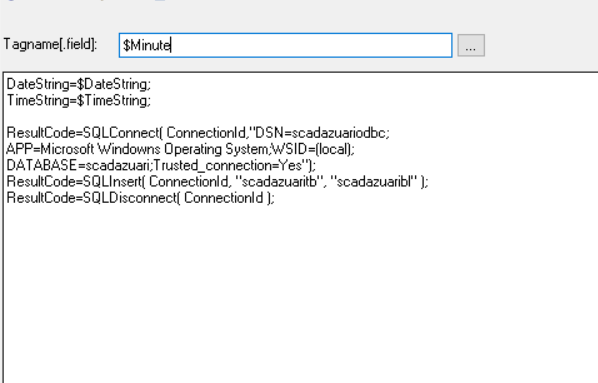 Tagname[.field]:
$Minute
...
DateString=$DateString;
TimeString=$TimeString;
ResultCode=SQLConnect( ConnectionId,"DSN=scadazuariodbc;
APP=Microsoft Windowns Operating System;WSID=(local);
DATABASE=scadazuari;Trusted_connection=Yes");
ResultCode=SQLInsert( ConnectionId, "scadazuaritb", "scadazuaribl" );
ResultCode=SQLDisconnect( ConnectionId );